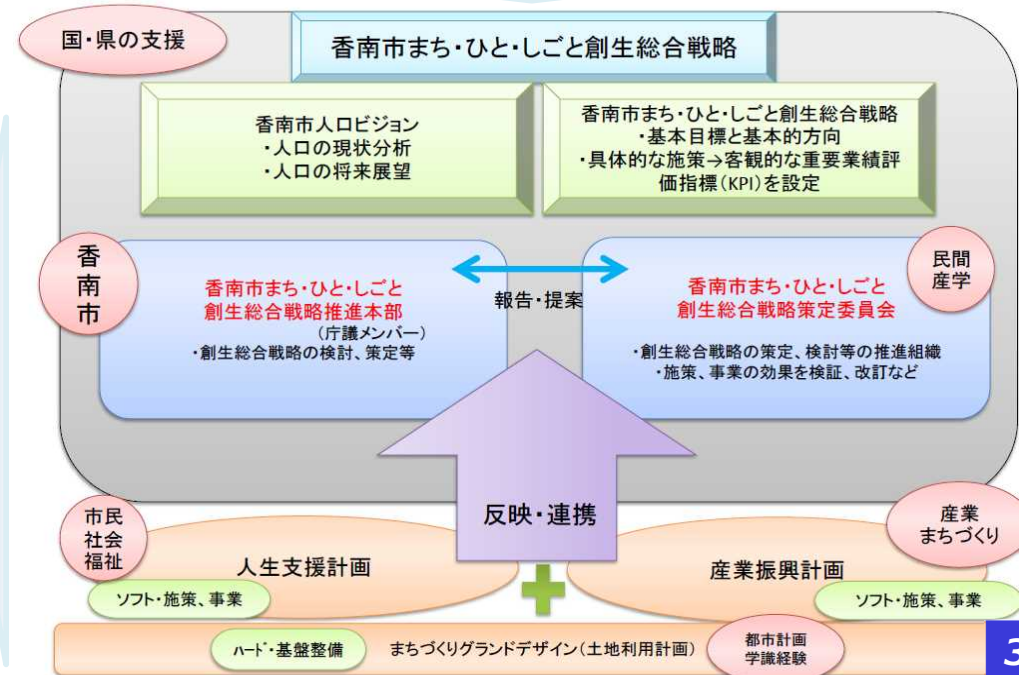 国・県の支援
香南市まち・ひと・しごと創生総合戦略
香南市人口ビジョン
・人口の現状分析
・人口の将来展望
香南市まち・ひと・しごと創生総合戦略
・基本目標と基本的方向
・具体的な施策→客観的な重要業績評
価指標(KPI)を設定
香
南
市
香南市まち・ひと・しごと
創生総合戦略推進本部
(庁議メンバー)
・創生総合戦略の検討、策定等
報告・提案
民間
産学
香南市まち・ひと・しごと
創生総合戦略策定委員会
・創生総合戦略の策定、検討等の推進組織
・施策、事業の効果を検証、改訂など
反映・連携
市民
社会
福祉
人生支援計画
ソフト・施策、事業
産業
まちづくり
産業振興計画
ソフト・施策、事業
ハード・基盤整備
まちづくりグランドデザイン(土地利用計画)
都市計画
学識経験
3